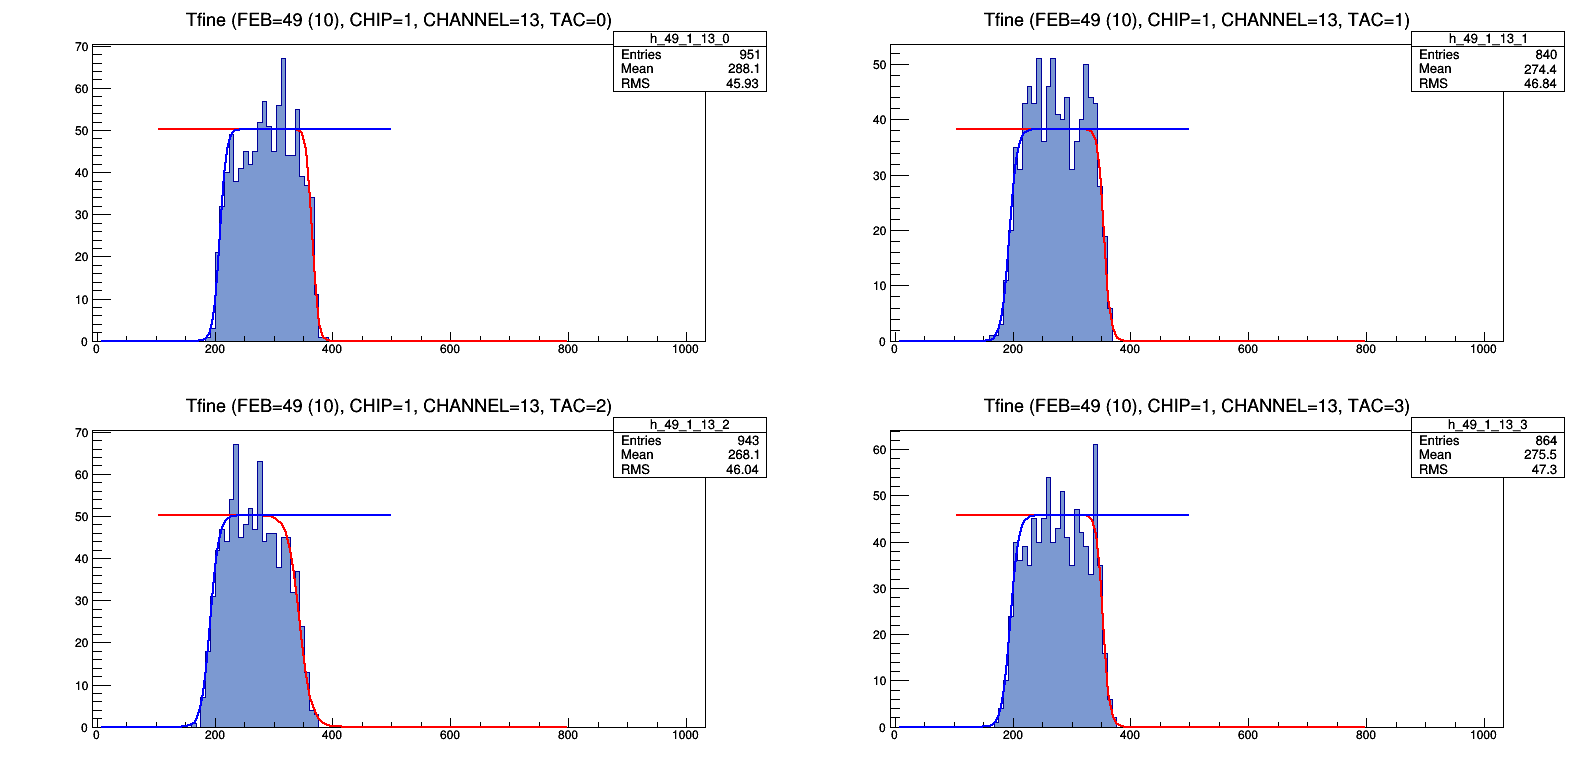 Tfine (FEB=49 (10), CHIP=1, CHANNEL=13, TAC=0)
h_49_1_13_0
Entries 951
Mean 288.1
RMS 45.93
70
60
50
40
30
20
10
0
0 200 400 600 800 1000
Tfine (FEB=49 (10), CHIP=1, CHANNEL=13, TAC=1)
h_49_1_13_1
Entries 840
Mean 274.4
RMS 46.84
50
40
30
20
10
0
0 200 400 600 800 1000
Tfine (FEB=49 (10), CHIP=1, CHANNEL=13, TAC=2)
h_49_1_13_2
Entries 943
Mean 268.1
RMS 46.04
70
60
50
40
30
20
10
0
0 200 400 600 800 1000
Tfine (FEB=49 (10), CHIP=1, CHANNEL=13, TAC=3)
h_49_1_13_3
Entries 864
Mean 275.5
RMS 47.3
60
50
40
30
20
10
0
0 200 400 600 800 1000